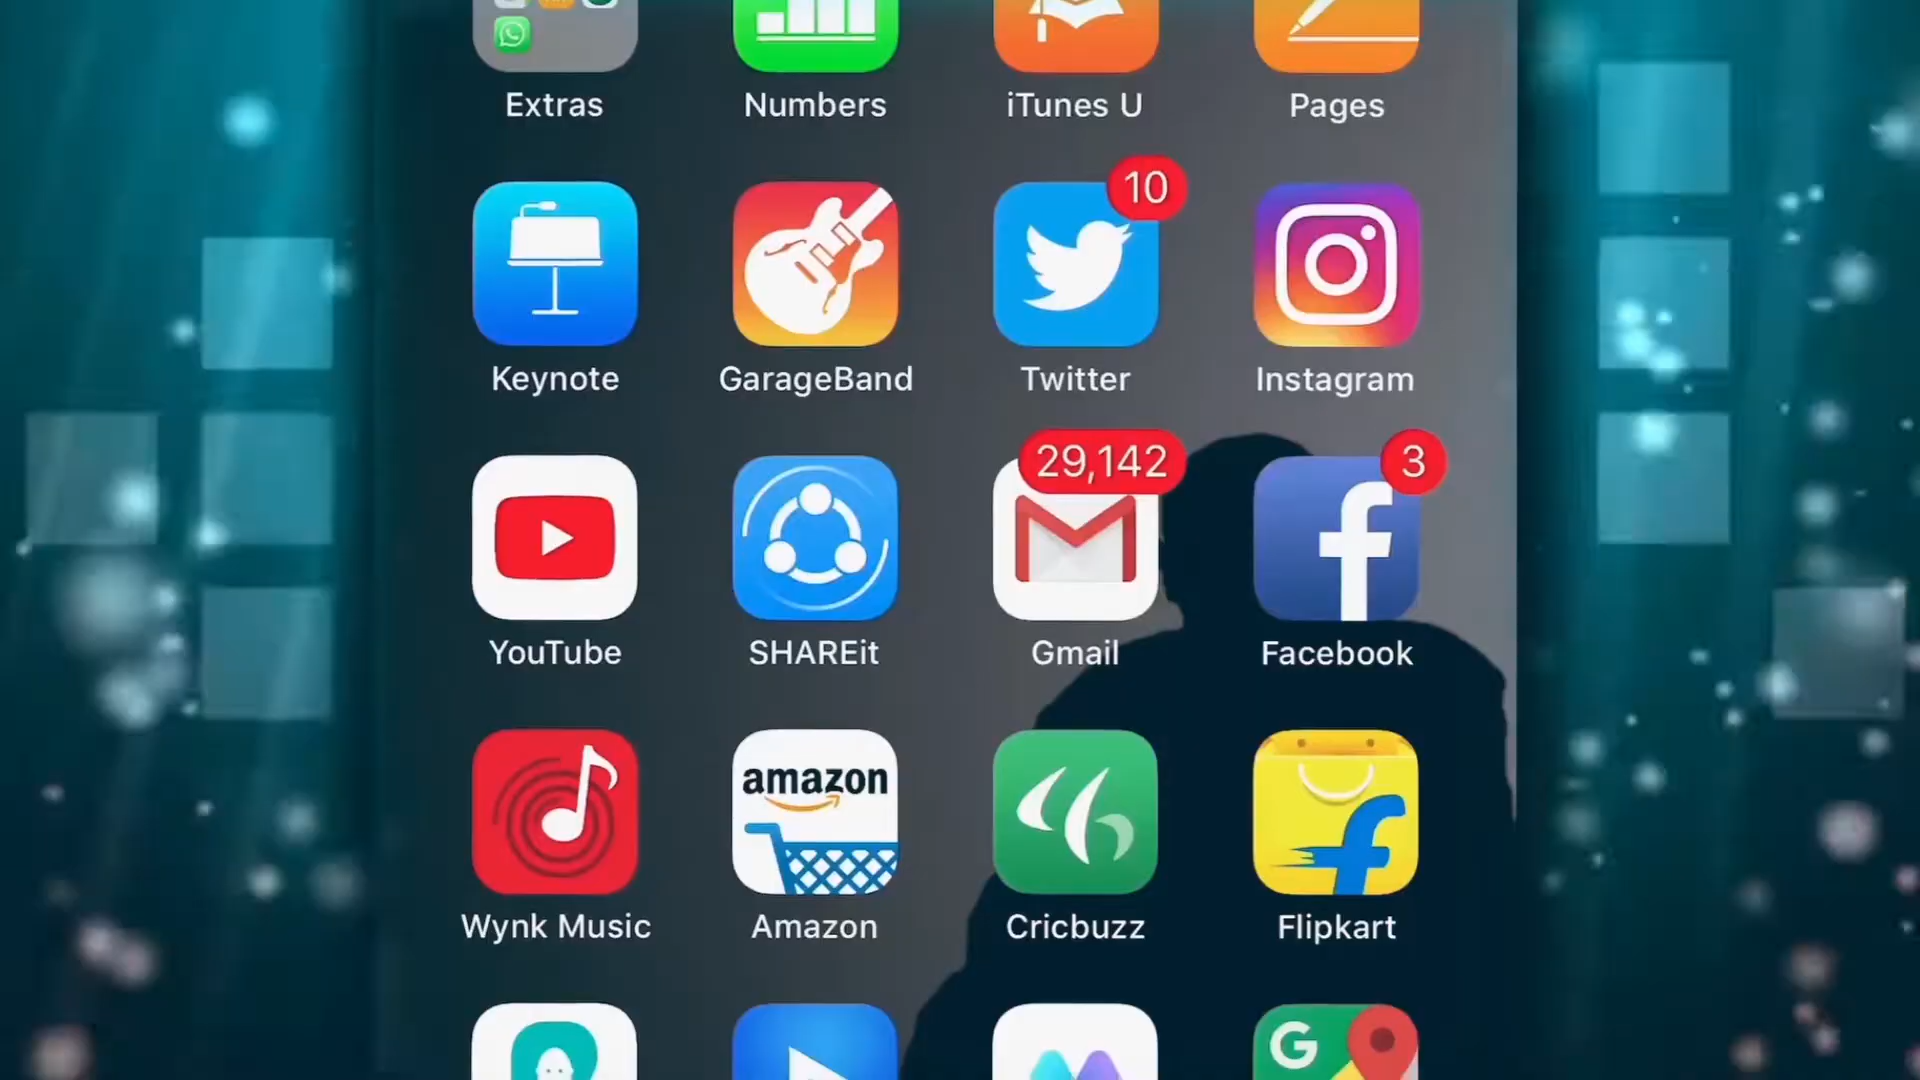 Extras
Numbers
iTunes U
Pages
10
Keynote
GarageBand
Twitter
Instagram
29,142
3
YouTube
SHAREit
Gmail
Facebook
amazon
Wynk Music
Amazon
Cricbuzz
Flipkart
G